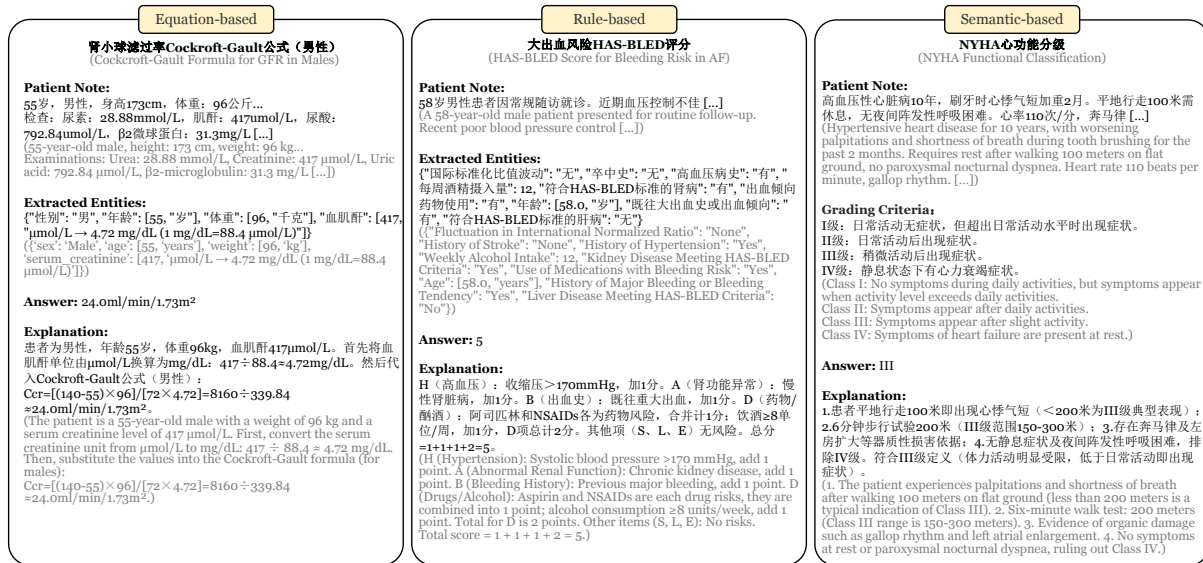 Equation-based
肾小球滤过率Cockroft-Gault公式（男性）
(Cockcroft-Gault Formula for GFR in Males)
Patient Note:
55岁，男性，身高173cm，体重：96公斤...
检查：尿素：28.88mmol/L，肌酐：417umol/L，尿酸：
792.84umol/L，β2微球蛋白：31.3mg/L [...]
(55-year-old male, height: 173 cm, weight: 96 kg...
Examinations: Urea: 28.88 mmol/L, Creatinine: 417 μmol/L, Uric
acid: 792.84 μmol/L, β2-microglobulin: 31.3 mg/L [...])
Extracted Entities:
{"性别": "男", "年龄": [55, "岁"], "体重": [96, "千克"], "血肌酐": [417,
"μmol/L → 4.72 mg/dL (1 mg/dL=88.4 μmol/L)"]}
({'sex': 'Male', 'age': [55, 'years'], 'weight': [96, 'kg'],
'serum_creatinine': [417, 'μmol/L → 4.72 mg/dL (1 mg/dL=88.4
μmol/L)']})
Answer: 24.0ml/min/1.73m²
Explanation:
患者为男性，年龄55岁，体重96kg，血肌酐417μmol/L。首先将血
肌酐单位由μmol/L换算为mg/dL：417÷88.4≈4.72mg/dL。然后代
入Cockcroft-Gault公式（男性）：
Ccr=[(140-55)×96]/[72×4.72]=8160÷339.84
≈24.0ml/min/1.73m²。
(The patient is a 55-year-old male with a weight of 96 kg and a
serum creatinine level of 417 μmol/L. First, convert the serum
creatinine unit from μmol/L to mg/dL: 417 ÷ 88.4 ≈ 4.72 mg/dL.
Then, substitute the values into the Cockcroft-Gault formula (for
males):
Ccr=[(140-55)×96]/[72×4.72]=8160÷339.84
≈24.0ml/min/1.73m².)
Rule-based
大出血风险HAS-BLED评分
(HAS-BLED Score for Bleeding Risk in AF)
Patient Note:
58岁男性患者因常规随访就诊。近期血压控制不佳 [...]
(A 58-year-old male patient presented for routine follow-up.
Recent poor blood pressure control [...])
Extracted Entities:
{"国际标准化比值波动": "无", "卒中史": "无", "高血压病史": "有", "
每周酒精摄入量": 12, "符合HAS-BLED标准的肾病": "有", "出血倾向
药物使用": "有", "年龄": [58.0, "岁"], "既往大出血史或出血倾向": "
有", "符合HAS-BLED标准的肝病": "无"}
({"Fluctuation in International Normalized Ratio": "None",
"History of Stroke": "None", "History of Hypertension": "Yes",
"Weekly Alcohol Intake": 12, "Kidney Disease Meeting HAS-BLED
Criteria": "Yes", "Use of Medications with Bleeding Risk": "Yes",
"Age": [58.0, "years"], "History of Major Bleeding or Bleeding
Tendency": "Yes", "Liver Disease Meeting HAS-BLED Criteria":
"No"})
Answer: 5
Explanation:
H（高血压）：收缩压＞170mmHg，加1分。A（肾功能异常）：慢
性肾脏病，加1分。B（出血史）：既往重大出血，加1分。D（药物/
酗酒）：阿司匹林和NSAIDs各为药物风险，合并计1分；饮酒≥8单
位/周，加1分，D项总计2分。其他项（S、L、E）无风险。总分
=1+1+1+2=5。
(H (Hypertension): Systolic blood pressure >170 mmHg, add 1
point. A (Abnormal Renal Function): Chronic kidney disease, add 1
point. B (Bleeding History): Previous major bleeding, add 1 point. D
(Drugs/Alcohol): Aspirin and NSAIDs are each drug risks, they are
combined into 1 point; alcohol consumption ≥8 units/week, add 1
point. Total for D is 2 points. Other items (S, L, E): No risks.
Total score = 1 + 1 + 1 + 2 = 5.)
Semantic-based
NYHA心功能分级
(NYHA Functional Classification)
Patient Note:
高血压性心脏病10年，刷牙时心悸气短加重2月。平地行走100米需
休息，无夜间阵发性呼吸困难。心率110次/分，奔马律 [...]
(Hypertensive heart disease for 10 years, with worsening
palpitations and shortness of breath during tooth brushing for the
past 2 months. Requires rest after walking 100 meters on flat
ground, no paroxysmal nocturnal dyspnea. Heart rate 110 beats per
minute, gallop rhythm. [...])
Grading Criteria：
I级：日常活动无症状，但超出日常活动水平时出现症状。
II级：日常活动后出现症状。
III级：稍微活动后出现症状。
IV级：静息状态下有心力衰竭症状。
(Class I: No symptoms during daily activities, but symptoms appear
when activity level exceeds daily activities.
Class II: Symptoms appear after daily activities.
Class III: Symptoms appear after slight activity.
Class IV: Symptoms of heart failure are present at rest.)
Answer: III
Explanation:
1.患者平地行走100米即出现心悸气短（＜200米为III级典型表现）；
2.6分钟步行试验200米（III级范围150-300米）；3.存在奔马律及左
房扩大等器质性损害依据；4.无静息症状及夜间阵发性呼吸困难，排
除IV级。符合III级定义（体力活动明显受限，低于日常活动即出现
症状）。
(1. The patient experiences palpitations and shortness of breath
after walking 100 meters on flat ground (less than 200 meters is a
typical indication of Class III). 2. Six-minute walk test: 200 meters
(Class III range is 150-300 meters). 3. Evidence of organic damage
such as gallop rhythm and left atrial enlargement. 4. No symptoms
at rest or paroxysmal nocturnal dyspnea, ruling out Class IV.)